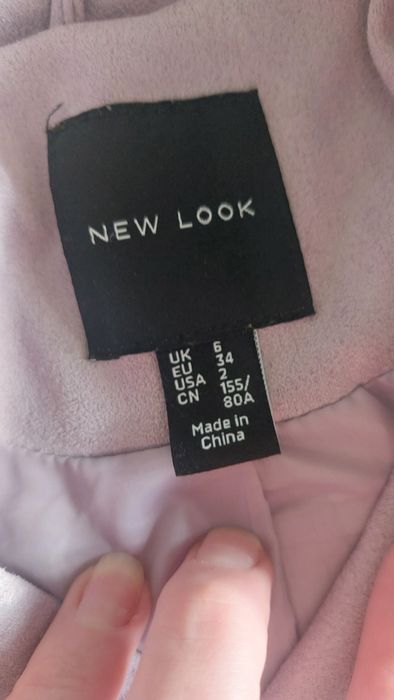 NEW LOOK
UK 6
EU 34
USA 2
CN 155/
80A
Made in
China